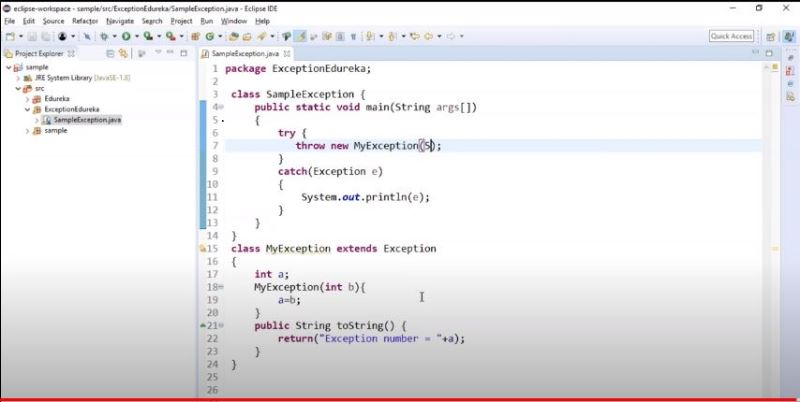 eclipse-workspace - sample/src/ExceptionEdureka/SampleException.java - Eclipse IDE
File Edit Source Refactor Navigate Search Project Run Window Help
Quick Access
Project Explorer
SampleException.java
sample
JRE System Library [JavaSE-1.8]
src
Edureka
ExceptionEdureka
SampleException.java
sample
1 package ExceptionEdureka;
2
3 class SampleException {
4 public static void main(String args[])
5 {
6 try {
7 throw new MyException(5);
8 }
9 catch(Exception e)
10 {
11 System.out.println(e);
12 }
13 }
14 }
15 class MyException extends Exception
16 {
17 int a;
18 MyException(int b){
19 a=b;
20 }
21 public String toString() {
22 return("Exception number = "+a);
23 }
24 }
25
26